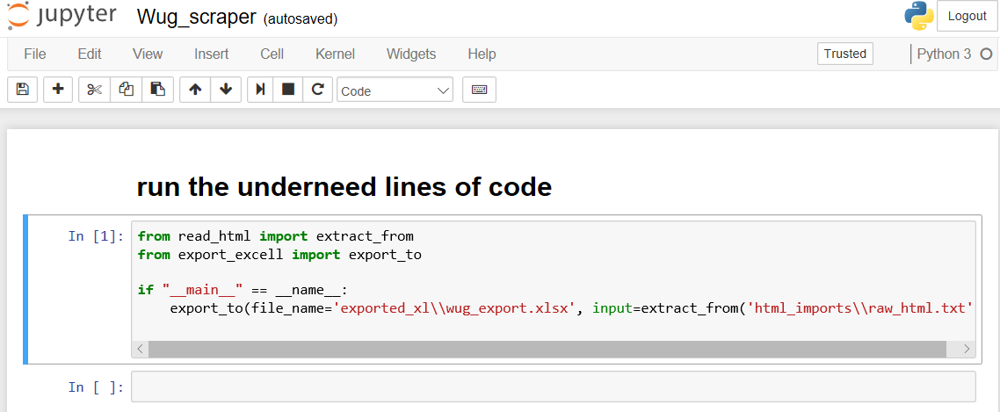 jupyter Wug_scraper (autosaved) Logout
File Edit View Insert Cell Kernel Widgets Help Trusted Python 3
Code
run the underneed lines of code
In [1]: from read_html import extract_from
from export_excell import export_to
if "__main__" == __name__:
export_to(file_name='exported_xl\\wug_export.xlsx', input=extract_from('html_imports\\raw_html.txt'
In [ ]: